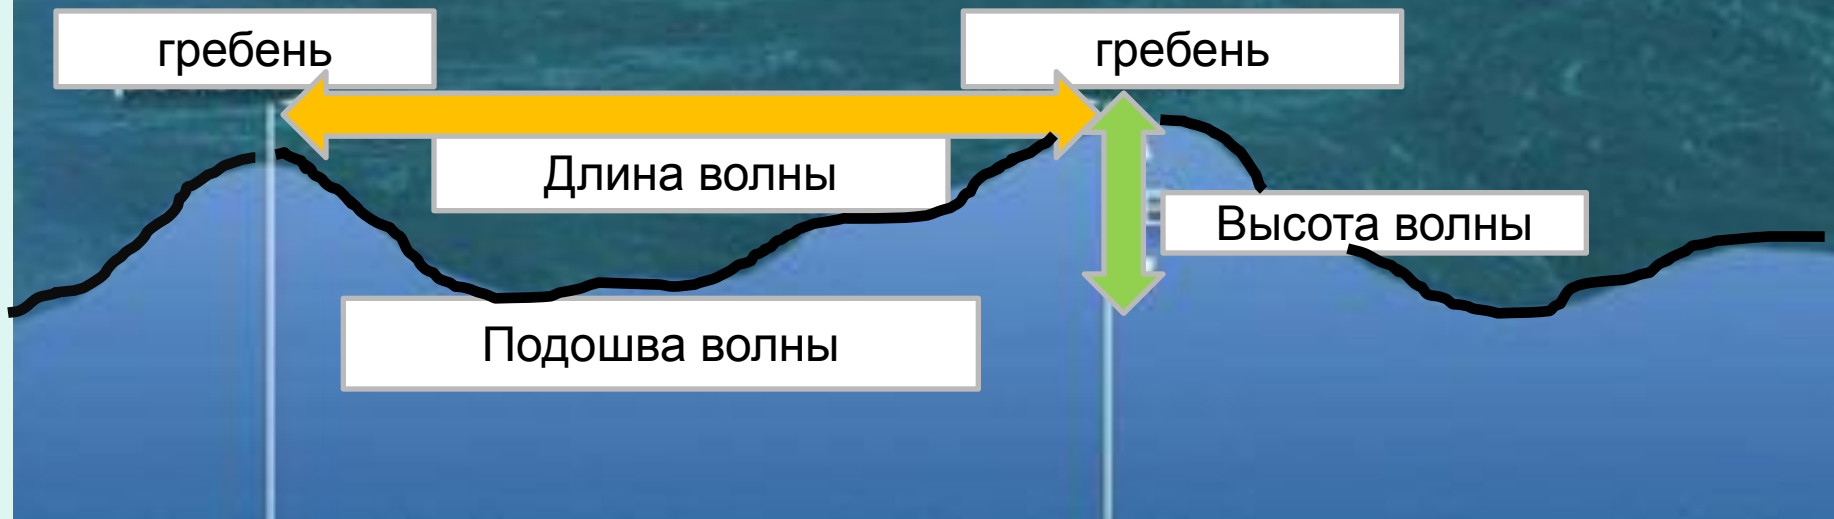 гребень
гребень
Длина волны
Высота волны
Подошва волны